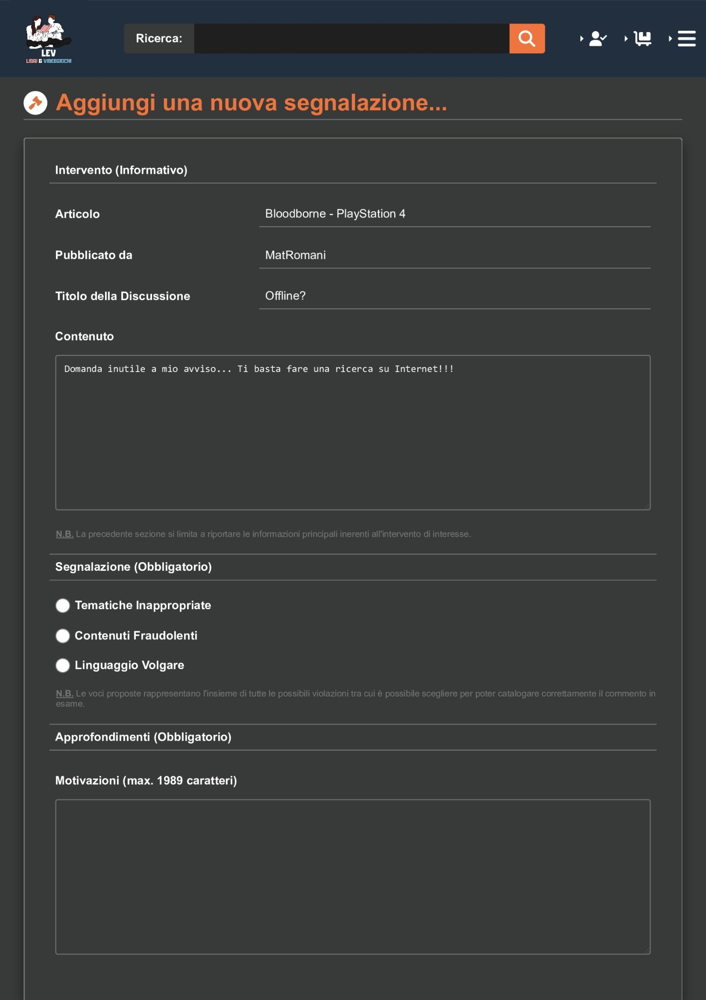 LEV
LIBRI & VIDEOGIOCHI
Ricerca:
Aggiungi una nuova segnalazione...
Intervento (Informativo)
Articolo
Bloodborne - PlayStation 4
Pubblicato da
MatRomani
Titolo della Discussione
Offline?
Contenuto
Domanda inutile a mio avviso... Ti basta fare una ricerca su Internet!!!
N.B. La precedente sezione si limita a riportare le informazioni principali inerenti all'intervento di interesse.
Segnalazione (Obbligatorio)
Tematiche Inappropriate
Contenuti Fraudolenti
Linguaggio Volgare
N.B. Le voci proposte rappresentano l'insieme di tutte le possibili violazioni tra cui è possibile scegliere per poter catalogare correttamente il commento in
esame.
Approfondimenti (Obbligatorio)
Motivazioni (max. 1989 caratteri)